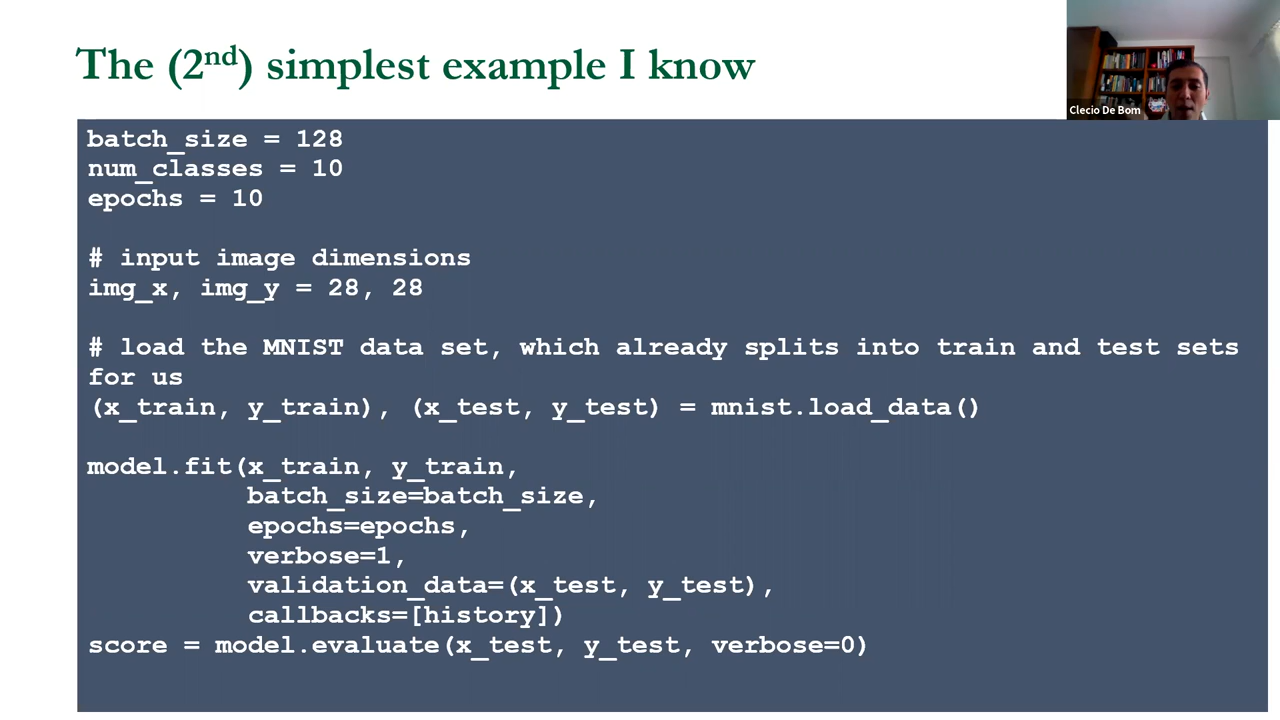 The (2nd) simplest example I know
Clecio De Bom
batch_size = 128
num_classes = 10
epochs = 10
# input image dimensions
img_x, img_y = 28, 28
# load the MNIST data set, which already splits into train and test sets
for us
(x_train, y_train), (x_test, y_test) = mnist.load_data()
model.fit(x_train, y_train,
batch_size=batch_size,
epochs=epochs,
verbose=1,
validation_data=(x_test, y_test),
callbacks=[history])
score = model.evaluate(x_test, y_test, verbose=0)